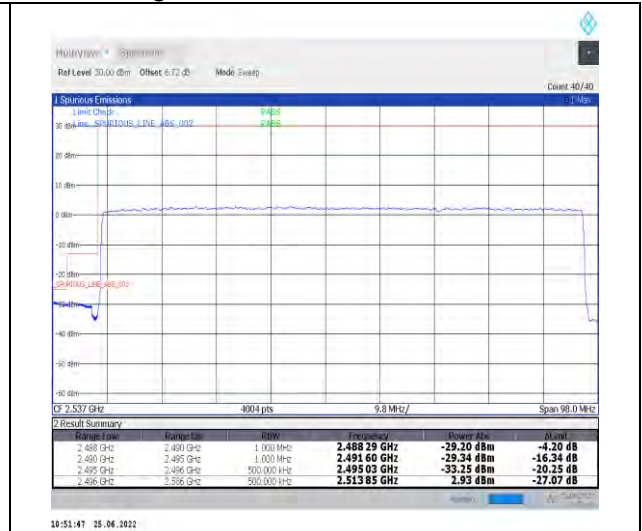 MultiView Spectrum
Ref Level 30.00 dBm Offset 6.72 dB Mode Sweep
Count 40/40
1 Spurious Emissions
Limit Check PASS
30 dBm Line _SPURIOUS_LINE_ABS_002 PASS
20 dBm
10 dBm
0 dBm
-10 dBm
-20 dBm
_SPURIOUS_LINE_ABS_002
-30 dBm
-40 dBm
-50 dBm
-60 dBm
CF 2.537 GHz 4004 pts 9.8 MHz/ Span 98.0 MHz
2 Result Summary
Range Low Range Up RBW Frequency Power Abs ΔLimit
2.488 GHz 2.490 GHz 1.000 MHz 2.488 29 GHz -29.20 dBm -4.20 dB
2.490 GHz 2.495 GHz 1.000 MHz 2.491 60 GHz -29.34 dBm -16.34 dB
2.495 GHz 2.496 GHz 500.000 kHz 2.495 03 GHz -33.25 dBm -20.25 dB
2.496 GHz 2.586 GHz 500.000 kHz 2.513 85 GHz 2.93 dBm -27.07 dB
10:51:47 25.06.2022